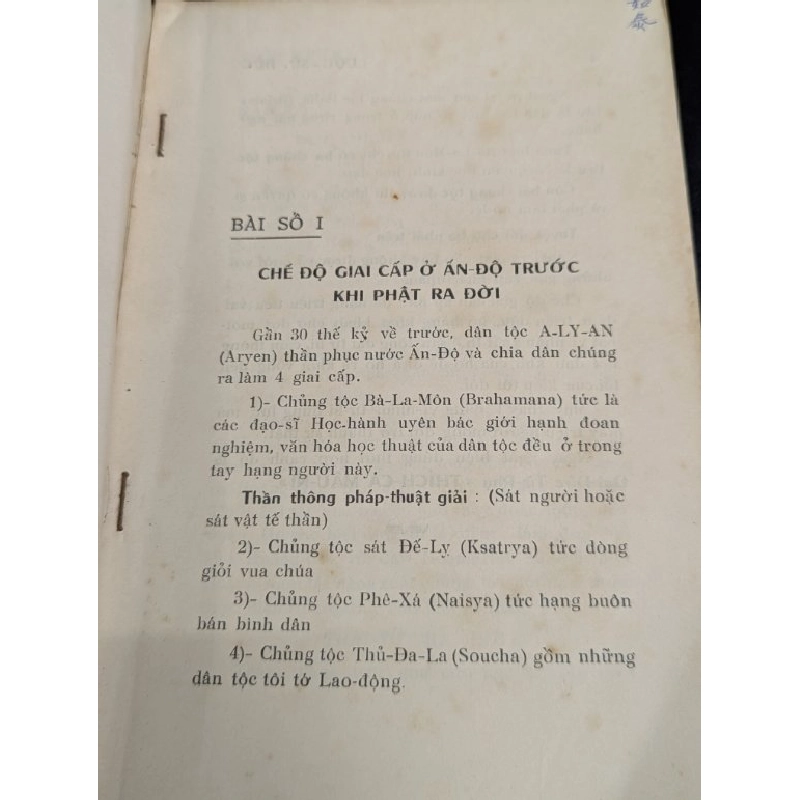 BÀI SỐ I
CHẾ ĐỘ GIAI CẤP Ở ẤN-ĐỘ TRƯỚC
KHI PHẬT RA ĐỜI
Gần 30 thế kỷ về trước, dân tộc A-LY-AN
(Aryen) thần phục nước Ấn-Độ và chia dân chúng
ra làm 4 giai cấp.
1)- Chủng tộc Bà-La-Môn (Brahamana) tức là
các đạo-sĩ Học-hành uyên bác giới hạnh đoan
nghiệm, văn hóa học thuật của dân tộc đều ở trong
tay hạng người này.
Thần thông pháp-thuật giải : (Sát người hoặc
sát vật tế thần)
2)- Chủng tộc sát Đế-Ly (Ksatrya) tức dòng
giỏi vua chúa
3)- Chủng tộc Phê-Xá (Naisya) tức hạng buôn
bán bình dân
4)- Chủng tộc Thủ-Đa-La (Soucha) gồm những
dân tộc tôi tớ Lao-động.